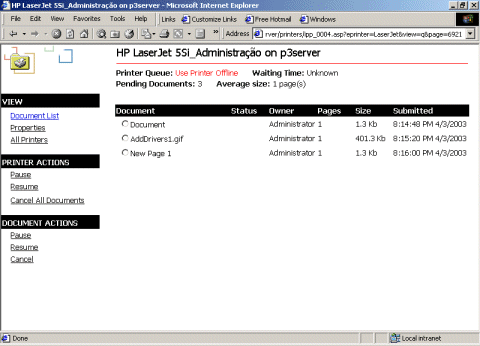 HP LaserJet 5Si_Administração on p3server - Microsoft Internet Explorer
File Edit View Favorites Tools Help Links Customize Links Free Hotmail Windows
Address rver/printers/ipp_0004.asp?eprinter=LaserJet&view=q&page=6921
HP LaserJet 5Si_Administração on p3server
Printer Queue: Use Printer Offline Waiting Time: Unknown
Pending Documents: 3 Average size: 1 page(s)
VIEW
Document List
Properties
All Printers
PRINTER ACTIONS
Pause
Resume
Cancel All Documents
DOCUMENT ACTIONS
Pause
Resume
Cancel
Document Status Owner Pages Size Submitted
Document Administrator 1 1.3 Kb 8:14:48 PM 4/3/2003
AddDrivers1.gif Administrator 1 401.3 Kb 8:15:20 PM 4/3/2003
New Page 1 Administrator 1 1.3 Kb 8:16:00 PM 4/3/2003
Done Local intranet